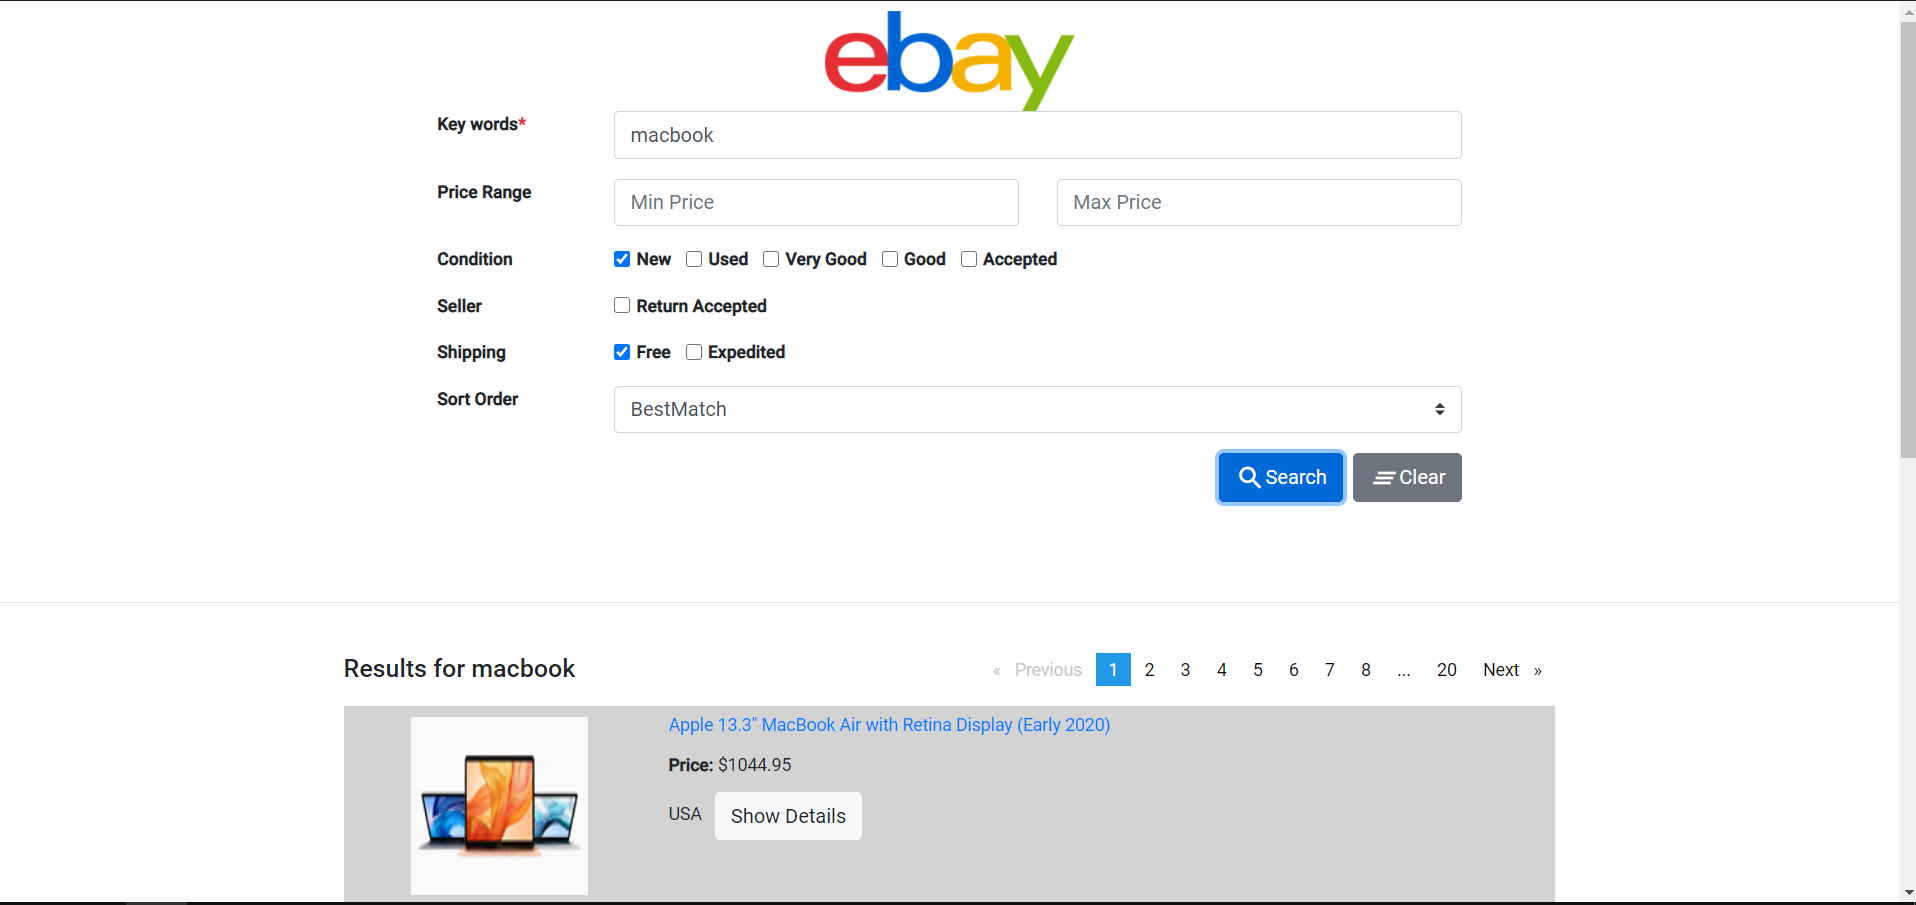 ebay
Key words*
macbook
Price Range
Min Price Max Price
Condition
New Used Very Good Good Accepted
Seller
Return Accepted
Shipping
Free Expedited
Sort Order
BestMatch
Search Clear
Results for macbook
« Previous 1 2 3 4 5 6 7 8 ... 20 Next »
Apple 13.3" MacBook Air with Retina Display (Early 2020)
Price: $1044.95
USA Show Details